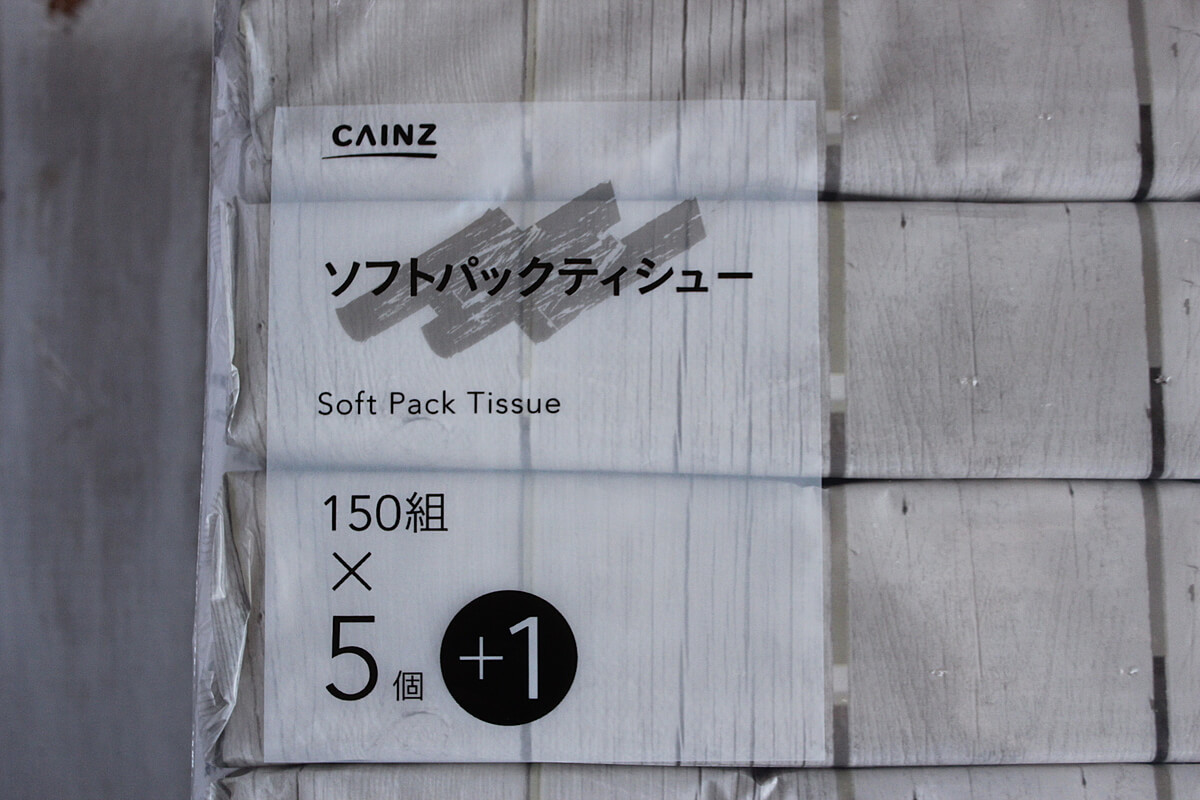 CAINZ
ソフトパックティシュー
Soft Pack Tissue
150組
×
5個 +1